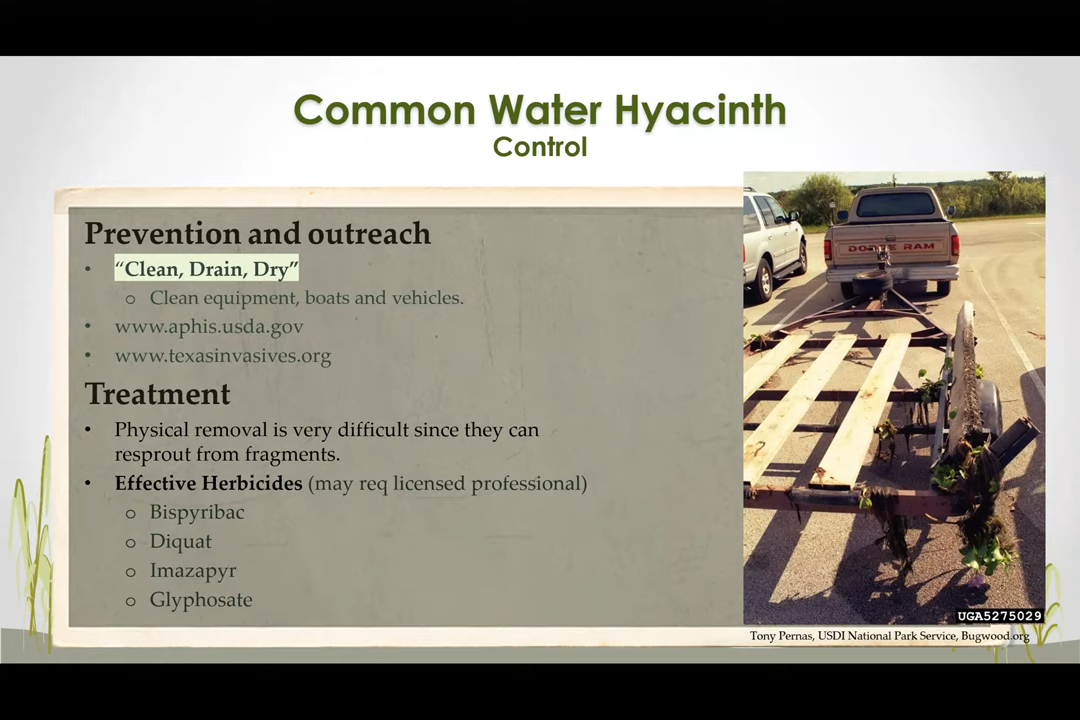 Common Water Hyacinth
Control
Prevention and outreach
• “Clean, Drain, Dry”
o Clean equipment, boats and vehicles.
• www.aphis.usda.gov
• www.texasinvasives.org
Treatment
• Physical removal is very difficult since they can
resprout from fragments.
• Effective Herbicides (may req licensed professional)
o Bispyribac
o Diquat
o Imazapyr
o Glyphosate
DODGE RAM
UGA5275029
Tony Pernas, USDI National Park Service, Bugwood.org